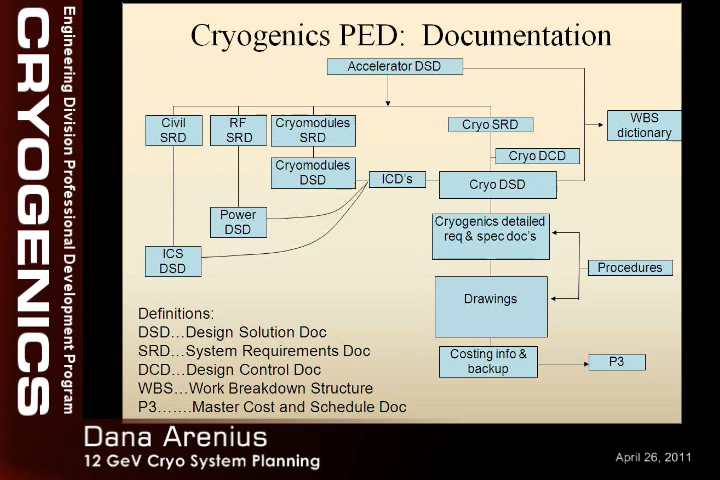 Engineering Division Professional Development Program
CRYOGENICS
Cryogenics PED: Documentation
Accelerator DSD
Civil
SRD
RF
SRD
Cryomodules
SRD
Cryo SRD
WBS
dictionary
Cryo DCD
Cryomodules
DSD
ICD's
Cryo DSD
Power
DSD
Cryogenics detailed
req & spec doc's
ICS
DSD
Procedures
Drawings
Costing info &
backup
P3
Definitions:
DSD…Design Solution Doc
SRD…System Requirements Doc
DCD…Design Control Doc
WBS…Work Breakdown Structure
P3…….Master Cost and Schedule Doc
Dana Arenius
12 GeV Cryo System Planning
April 26, 2011